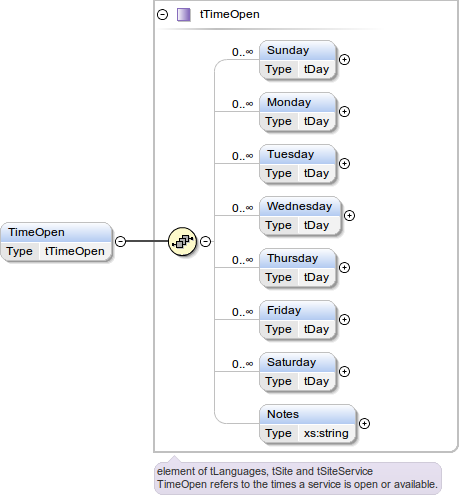 tTimeOpen
0..∞ Sunday
Type tDay
0..∞ Monday
Type tDay
0..∞ Tuesday
Type tDay
0..∞ Wednesday
Type tDay
TimeOpen
Type tTimeOpen
0..∞ Thursday
Type tDay
0..∞ Friday
Type tDay
0..∞ Saturday
Type tDay
Notes
Type xs:string
element of tLanguages, tSite and tSiteService
TimeOpen refers to the times a service is open or available.